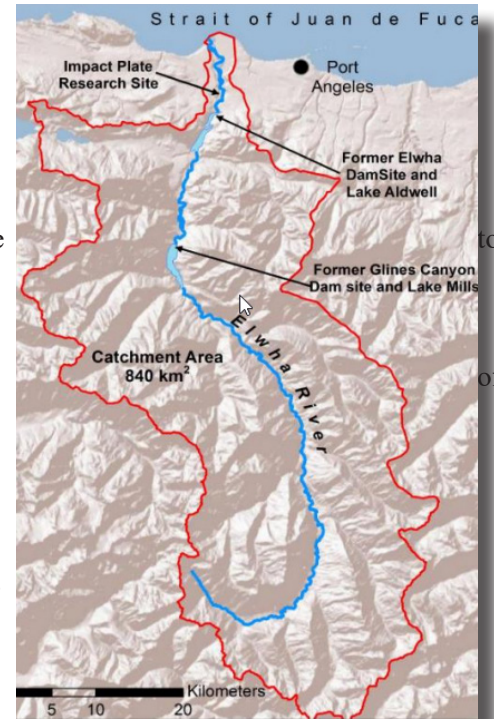 Strait of Juan de Fuca
Impact Plate
Research Site
Port
Angeles
Former Elwha
DamSite and
Lake Aldwell
e
to
Former Glines Canyon
Dam site and Lake Mills
Elwha River
Catchment Area
840 km²
Kilometers
5 10 20